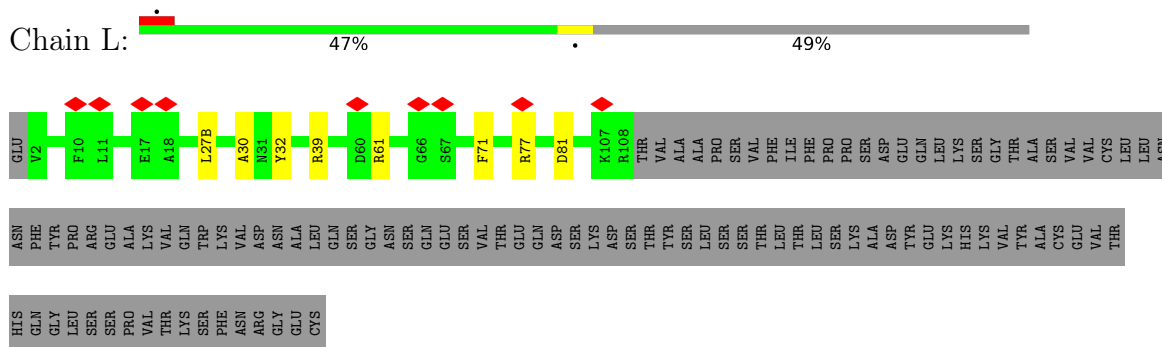 Chain L:
47% • 49%
GLU V2 F10 L11 E17 A18 L27B A30 N31 Y32 R39 D60 R61 G66 S67 F71 R77 D81 K107 R108 THR VAL ALA ALA PRO SER VAL PHE ILE PHE PRO PRO SER ASP GLU GLN LEU LYS SER GLY THR ALA SER VAL VAL CYS LEU LEU ASN
ASN PHE TYR PRO ARG GLU ALA LYS VAL GLN TRP LYS VAL ASP ASN ALA LEU GLN SER GLY ASN SER GLN GLU SER VAL THR GLU GLN ASP SER LYS ASP SER THR TYR SER LEU SER SER THR LEU THR LEU SER LYS ALA ASP TYR GLU LYS HIS LYS VAL TYR ALA CYS GLU VAL THR
HIS GLN GLY LEU SER SER PRO VAL THR LYS SER PHE ASN ARG GLY GLU CYS